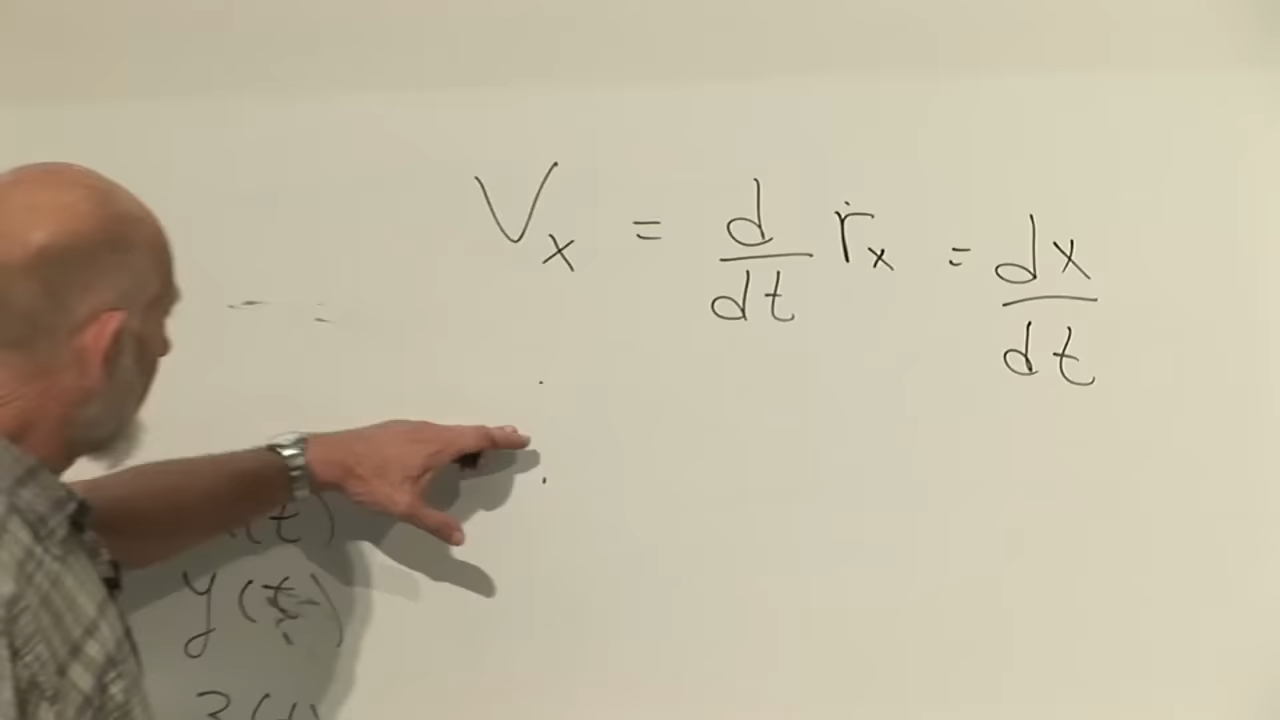 V_x = d/dt r_x = dx/dt
(t)
y(t)
z(t)